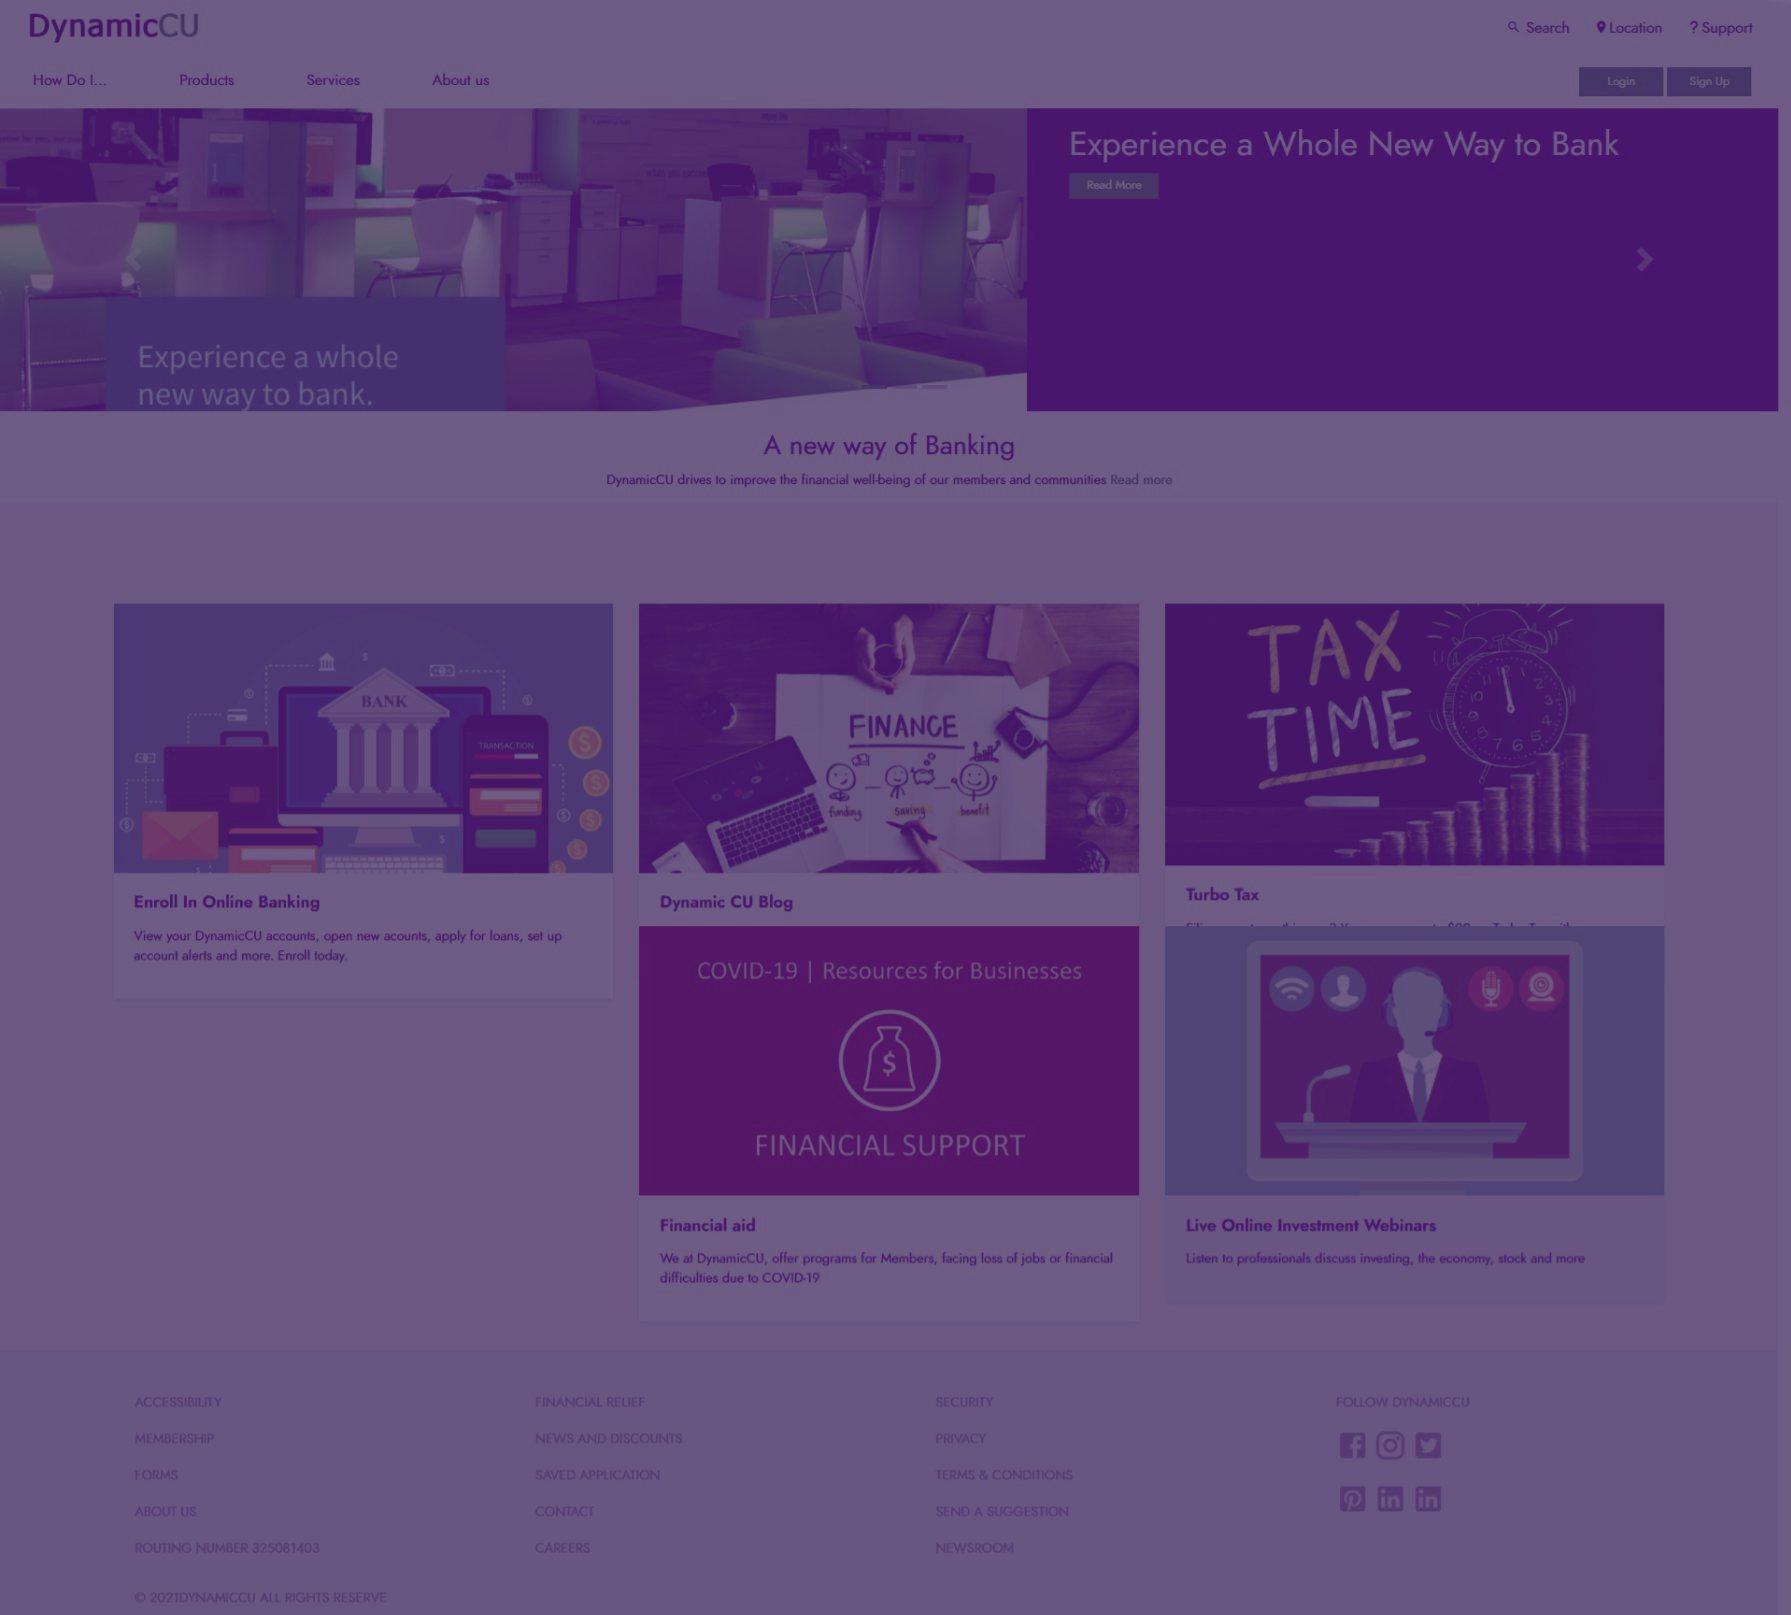 DynamicCU
Search
Location
? Support
How Do I...
Products
Services
About us
Login
Sign Up
1
2
Experience a whole
new way to bank.
Experience a Whole New Way to Bank
Read More
A new way of Banking
DynamicCU drives to improve the financial well-being of our members and communities Read more
BANK
TRANSACTION
Enroll In Online Banking
View your DynamicCU accounts, open new acounts, apply for loans, set up
account alerts and more. Enroll today.
FINANCE
funding
saving
benefit
Dynamic CU Blog
TAX
TIME
Turbo Tax
COVID-19 | Resources for Businesses
$
FINANCIAL SUPPORT
Financial aid
We at DynamicCU, offer programs for Members, facing loss of jobs or financial
difficulties due to COVID-19
Live Online Investment Webinars
Listen to professionals discuss investing, the economy, stock and more
ACCESSIBILITY
MEMBERSHIP
FORMS
ABOUT US
ROUTING NUMBER 325081403
FINANCIAL RELIEF
NEWS AND DISCOUNTS
SAVED APPLICATION
CONTACT
CAREERS
SECURITY
PRIVACY
TERMS & CONDITIONS
SEND A SUGGESTION
NEWSROOM
FOLLOW DYNAMICCU
© 2021DYNAMICCU ALL RIGHTS RESERVE